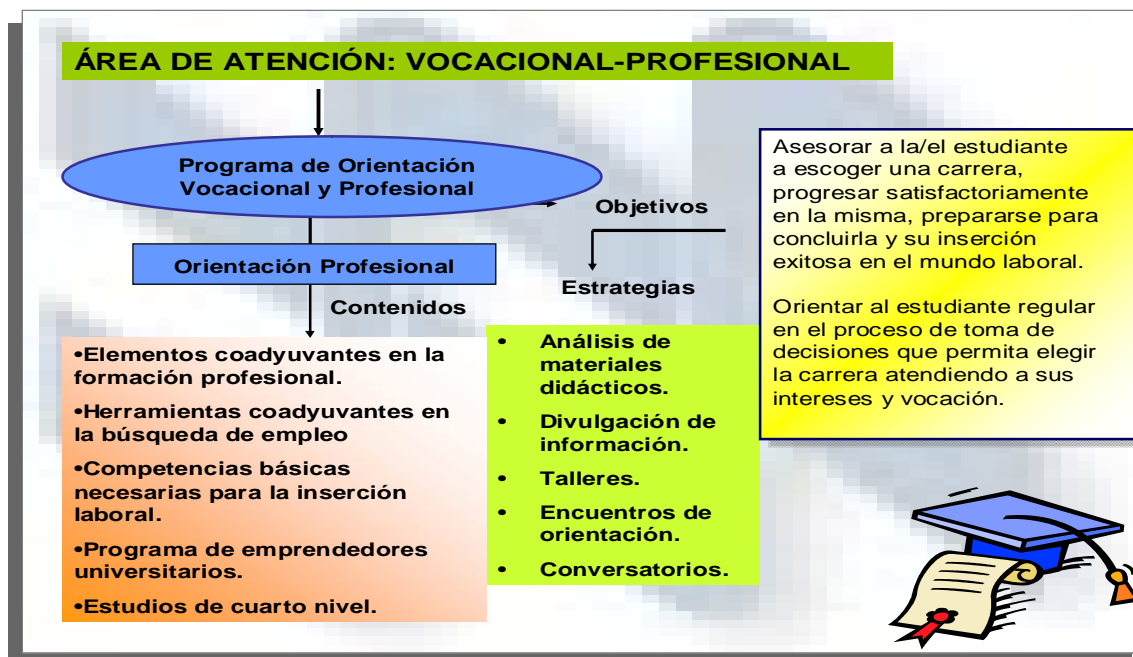 ÁREA DE ATENCIÓN: VOCACIONAL-PROFESIONAL
Programa de Orientación
Vocacional y Profesional
Objetivos
Orientación Profesional
Estrategias
Contenidos
•Elementos coadyuvantes en la
formación profesional.
•Herramientas coadyuvantes en
la búsqueda de empleo
•Competencias básicas
necesarias para la inserción
laboral.
•Programa de emprendedores
universitarios.
•Estudios de cuarto nivel.
• Análisis de
materiales
didácticos.
• Divulgación de
información.
• Talleres.
• Encuentros de
orientación.
• Conversatorios.
Asesorar a la/el estudiante
a escoger una carrera,
progresar satisfactoriamente
en la misma, prepararse para
concluirla y su inserción
exitosa en el mundo laboral.
Orientar al estudiante regular
en el proceso de toma de
decisiones que permita elegir
la carrera atendiendo a sus
intereses y vocación.